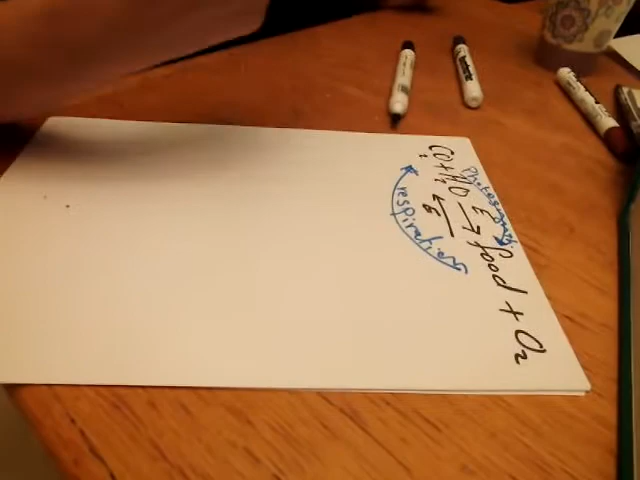 Photosynthesis
CO₂ + H₂O E→ food + O₂
←E
respiration